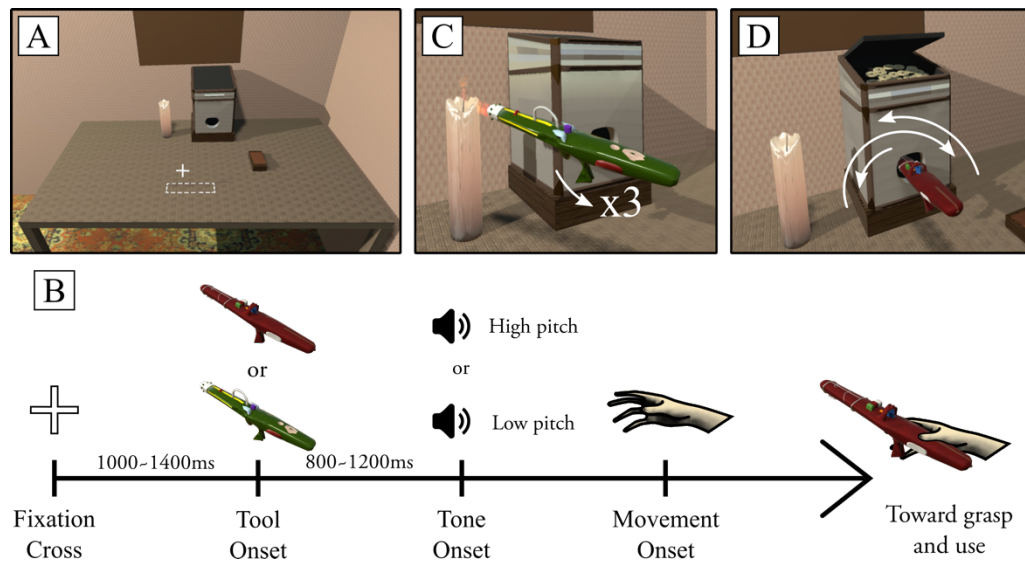 A
C
D
x3
B
High pitch
or
or
Low pitch
1000~1400ms
800~1200ms
Fixation
Cross
Tool
Onset
Tone
Onset
Movement
Onset
Toward grasp
and use